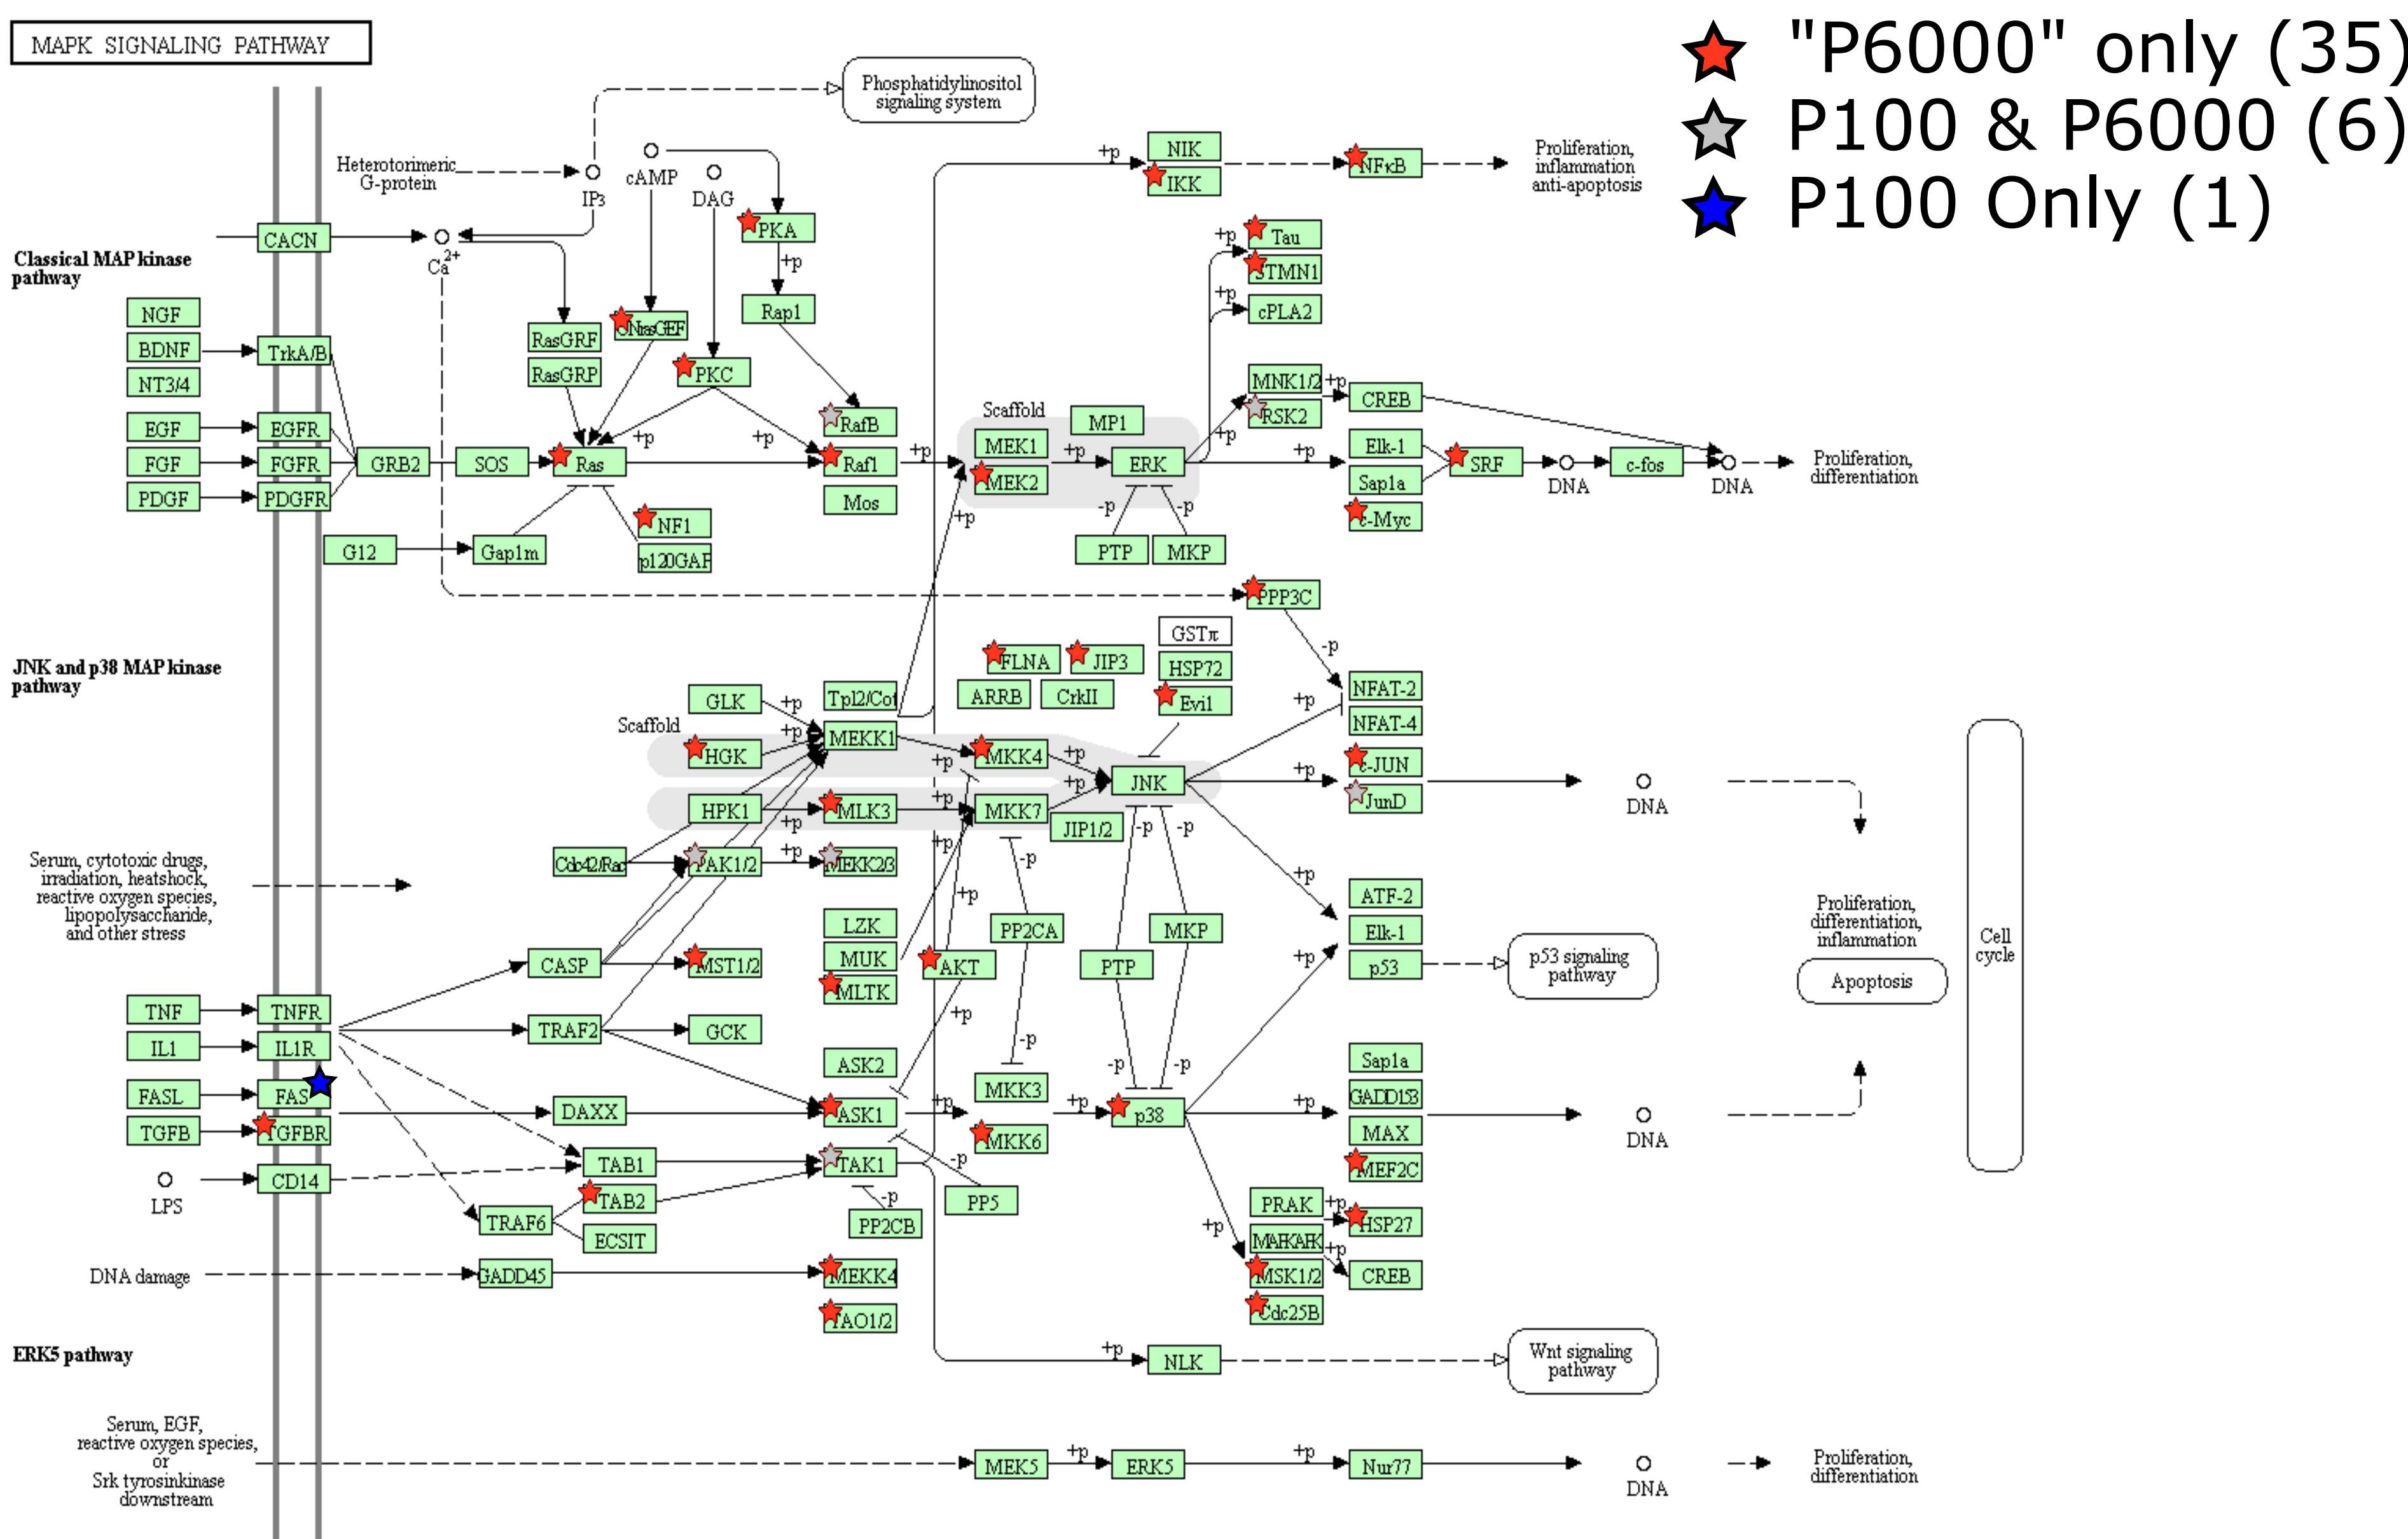 MAPK SIGNALING PATHWAY
"P6000" only (35)
P100 & P6000 (6)
P100 Only (1)
Phosphatidylinositol
signaling system
Heterotorimeric
G-protein
IP3
cAMP
DAG
NIK
IKK
+p
NFκB
Proliferation,
inflammation
anti-apoptosis
PKA
+p
CACN
Ca2+
Classical MAP kinase
pathway
Tau
STMN1
cPLA2
+p
+p
NGF
BDNF
NT3/4
TrkA/B
RasGRF
RasGRP
CNrasGEF
PKC
Rap1
EGF
EGFR
FGF
FGFR
PDGF
PDGFR
GRB2
SOS
Ras
+p
+p
RafB
Raf1
Mos
+p
Scaffold
MEK1
MEK2
MP1
+p
ERK
MNK1/2
+p
RSK2
+p
CREB
+p
Elk-1
Sap1a
c-Myc
SRF
DNA
c-fos
DNA
Proliferation,
differentiation
G12
Gap1m
NF1
p120GAP
+p
-p
-p
PTP
MKP
PPP3C
-p
JNK and p38 MAP kinase
pathway
GSTπ
HSP72
Evi1
FLNA
JIP3
ARRB
CrkII
NFAT-2
NFAT-4
+p
GLK
+p
Tpl2/Cot
Scaffold
HGK
+p
MEKK1
+p
MKK4
+p
JNK
+p
c-JUN
JunD
DNA
HPK1
MLK3
+p
MKK7
+p
JIP1/2
-p
-p
Cdc42/Rac
PAK1/2
+p
+p
MEKK2/3
+p
-p
Serum, cytotoxic drugs,
irradiation, heatshock,
reactive oxygen species,
lipopolysaccharide,
and other stress
+p
+p
ATF-2
Elk-1
p53
+p
LZK
MUK
MLTK
PP2CA
MKP
PTP
AKT
p53 signaling
pathway
Proliferation,
differentiation,
inflammation
Apoptosis
Cell
cycle
CASP
MST1/2
TNF
TNFR
IL1
IL1R
TRAF2
GCK
+p
ASK2
-p
-p
-p
FASL
FAS
TGFB
TGFBR
DAXX
ASK1
+p
MKK3
MKK6
+p
p38
+p
Sap1a
GADD153
MAX
MEF2C
DNA
LPS
CD14
TAB1
TAB2
TRAF6
ECSIT
TAK1
-p
-p
PP2CB
PP5
+p
PRAK
+p
HSP27
MAPKAPK
+p
MSK1/2
CREB
Cdc25B
DNA damage
GADD45
MEKK4
TAO1/2
ERK5 pathway
+p
NLK
Wnt signaling
pathway
Serum, EGF,
reactive oxygen species,
or
Srk tyrosinkinase
downstream
MEK5
+p
ERK5
+p
Nur77
DNA
Proliferation,
differentiation